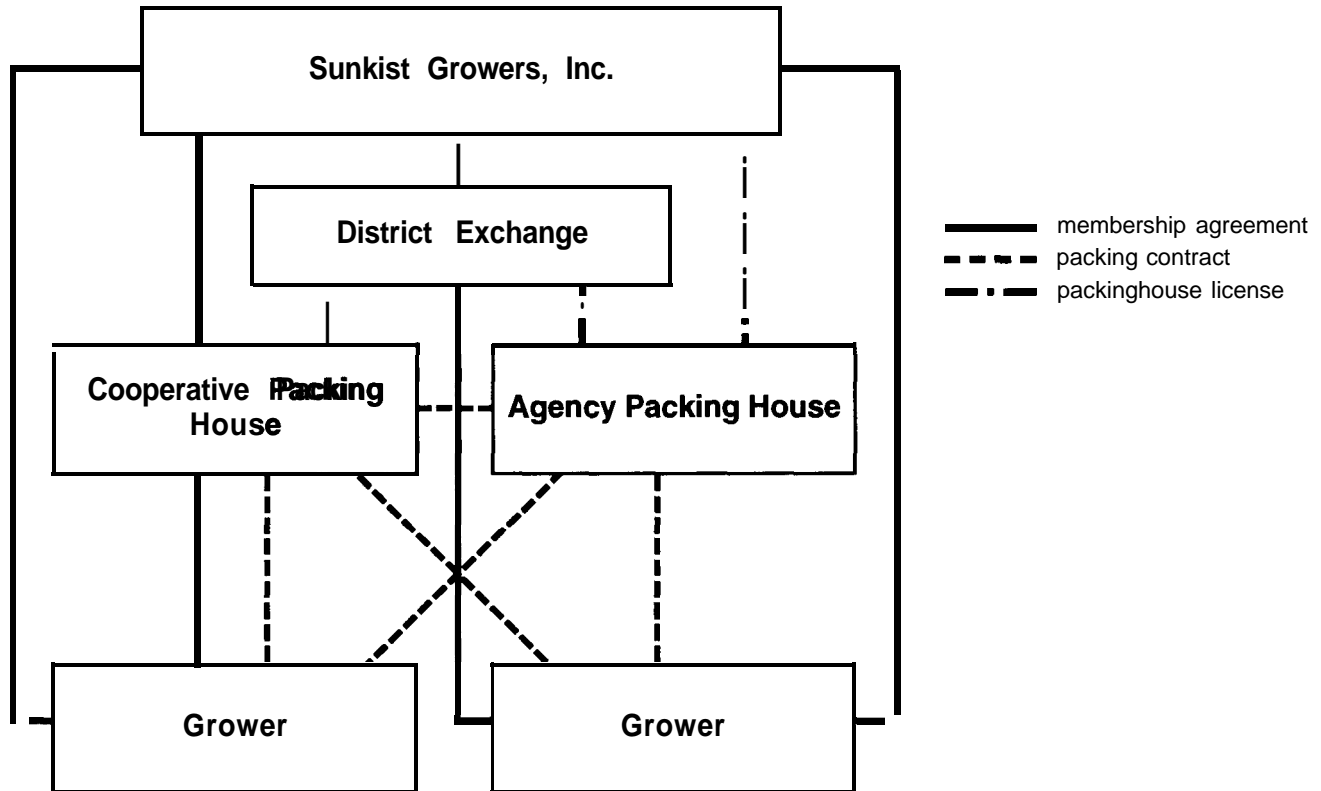 Sunkist Growers, Inc.
District Exchange
membership agreement
packing contract
packinghouse license
Cooperative Packing
House
Agency Packing House
Grower
Grower